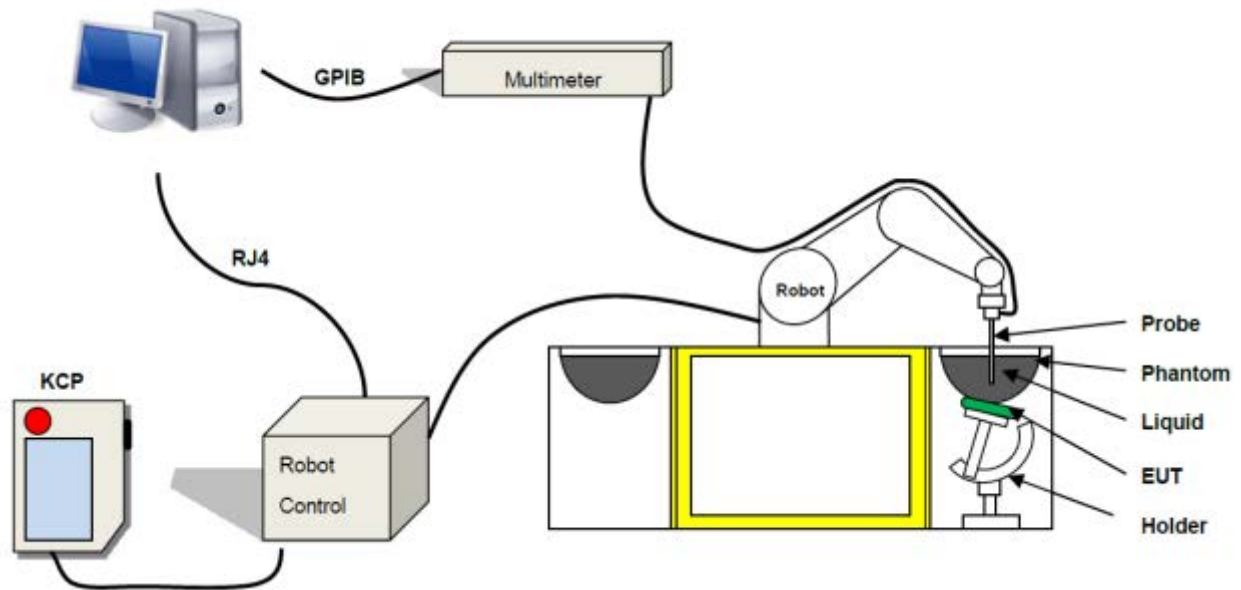 GPIB
Multimeter
RJ4
Robot
Probe
Phantom
Liquid
EUT
Holder
KCP
Robot
Control